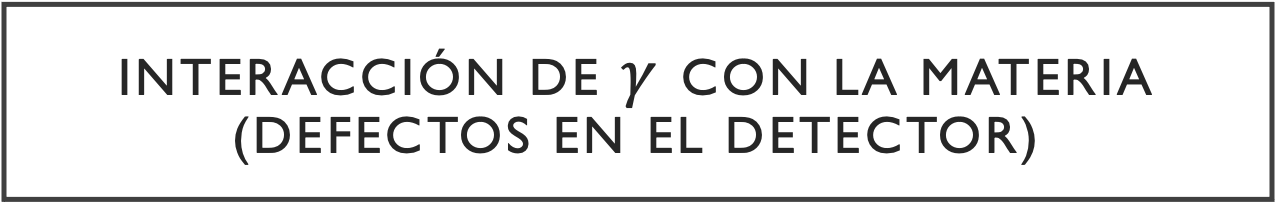 INTERACCIÓN DE γ CON LA MATERIA
(DEFECTOS EN EL DETECTOR)